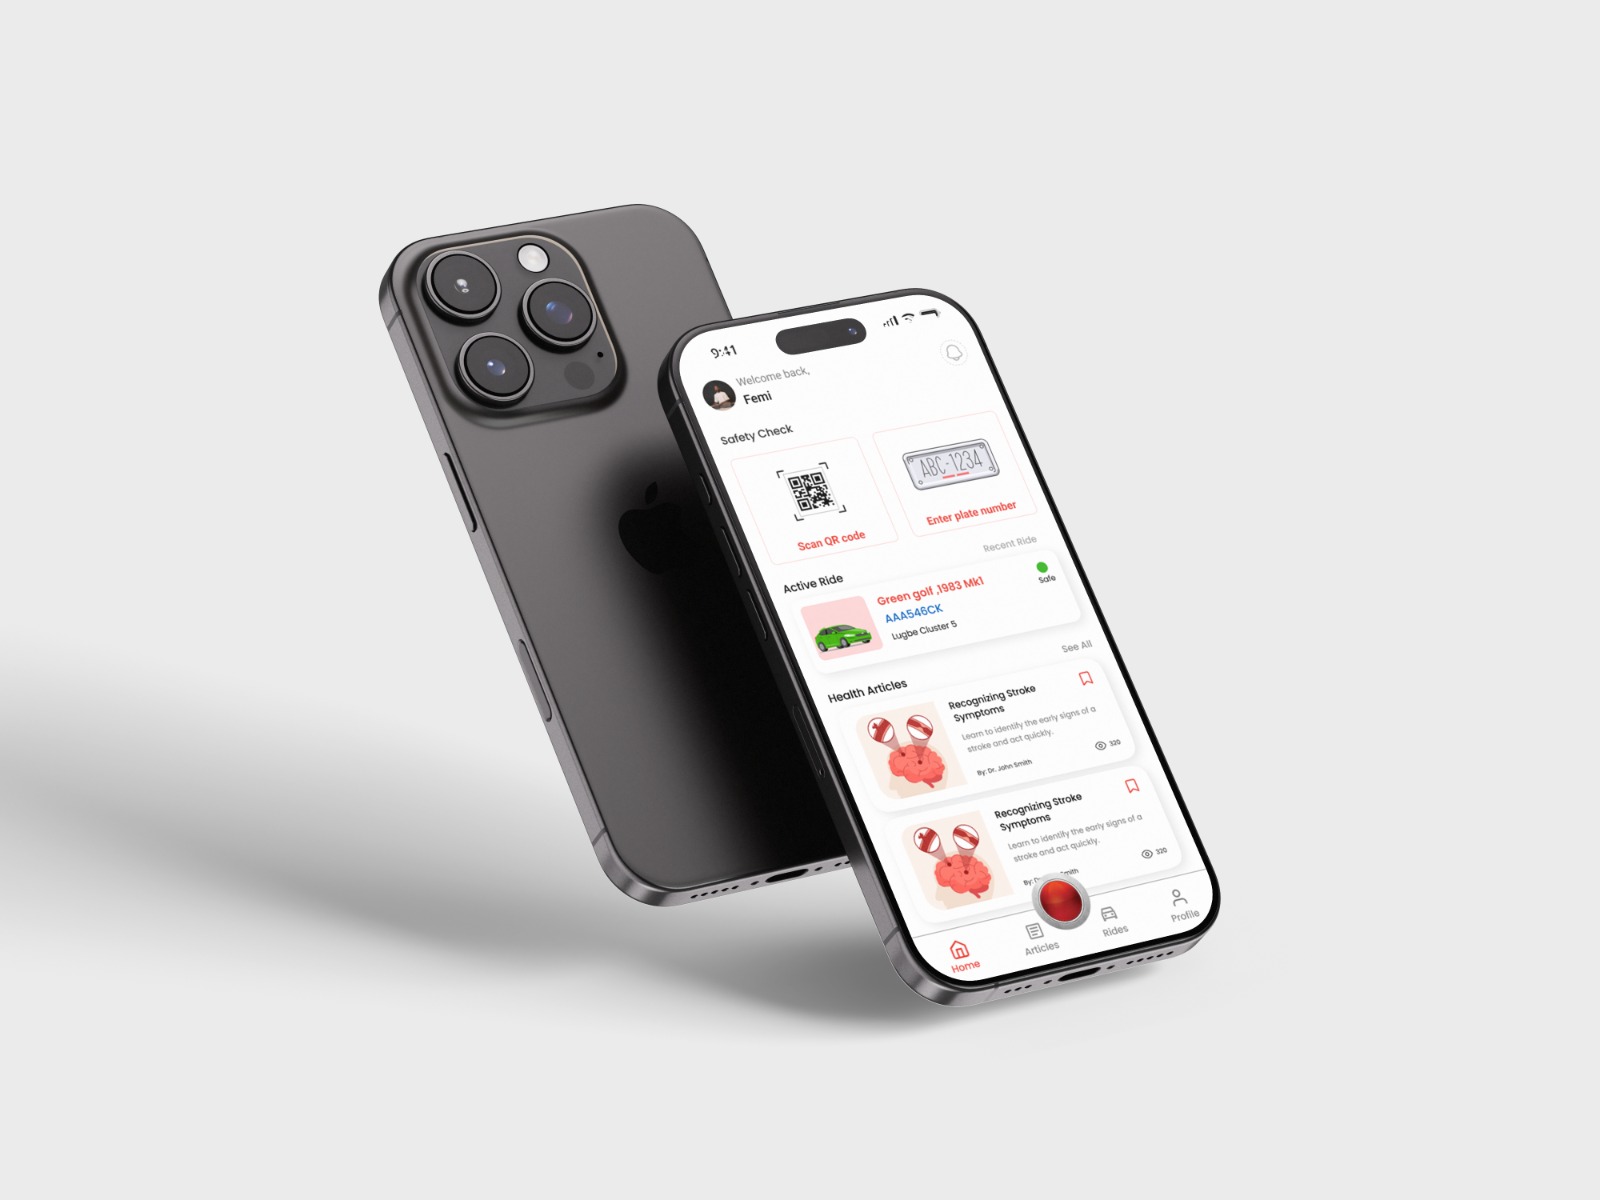 9:41
Welcome back,
Femi
Safety Check
ABC-1234
Scan QR code
Enter plate number
Recent Ride
Active Ride
Green golf ,1983 Mk1
AAA546CK
Lugbe Cluster 5
Safe
See All
Health Articles
Recognizing Stroke
Symptoms
Learn to identify the early signs of a
stroke and act quickly.
By: Dr. John Smith
320
Recognizing Stroke
Symptoms
Learn to identify the early signs of a
stroke and act quickly.
By:
320
Home
Articles
Rides
Profile